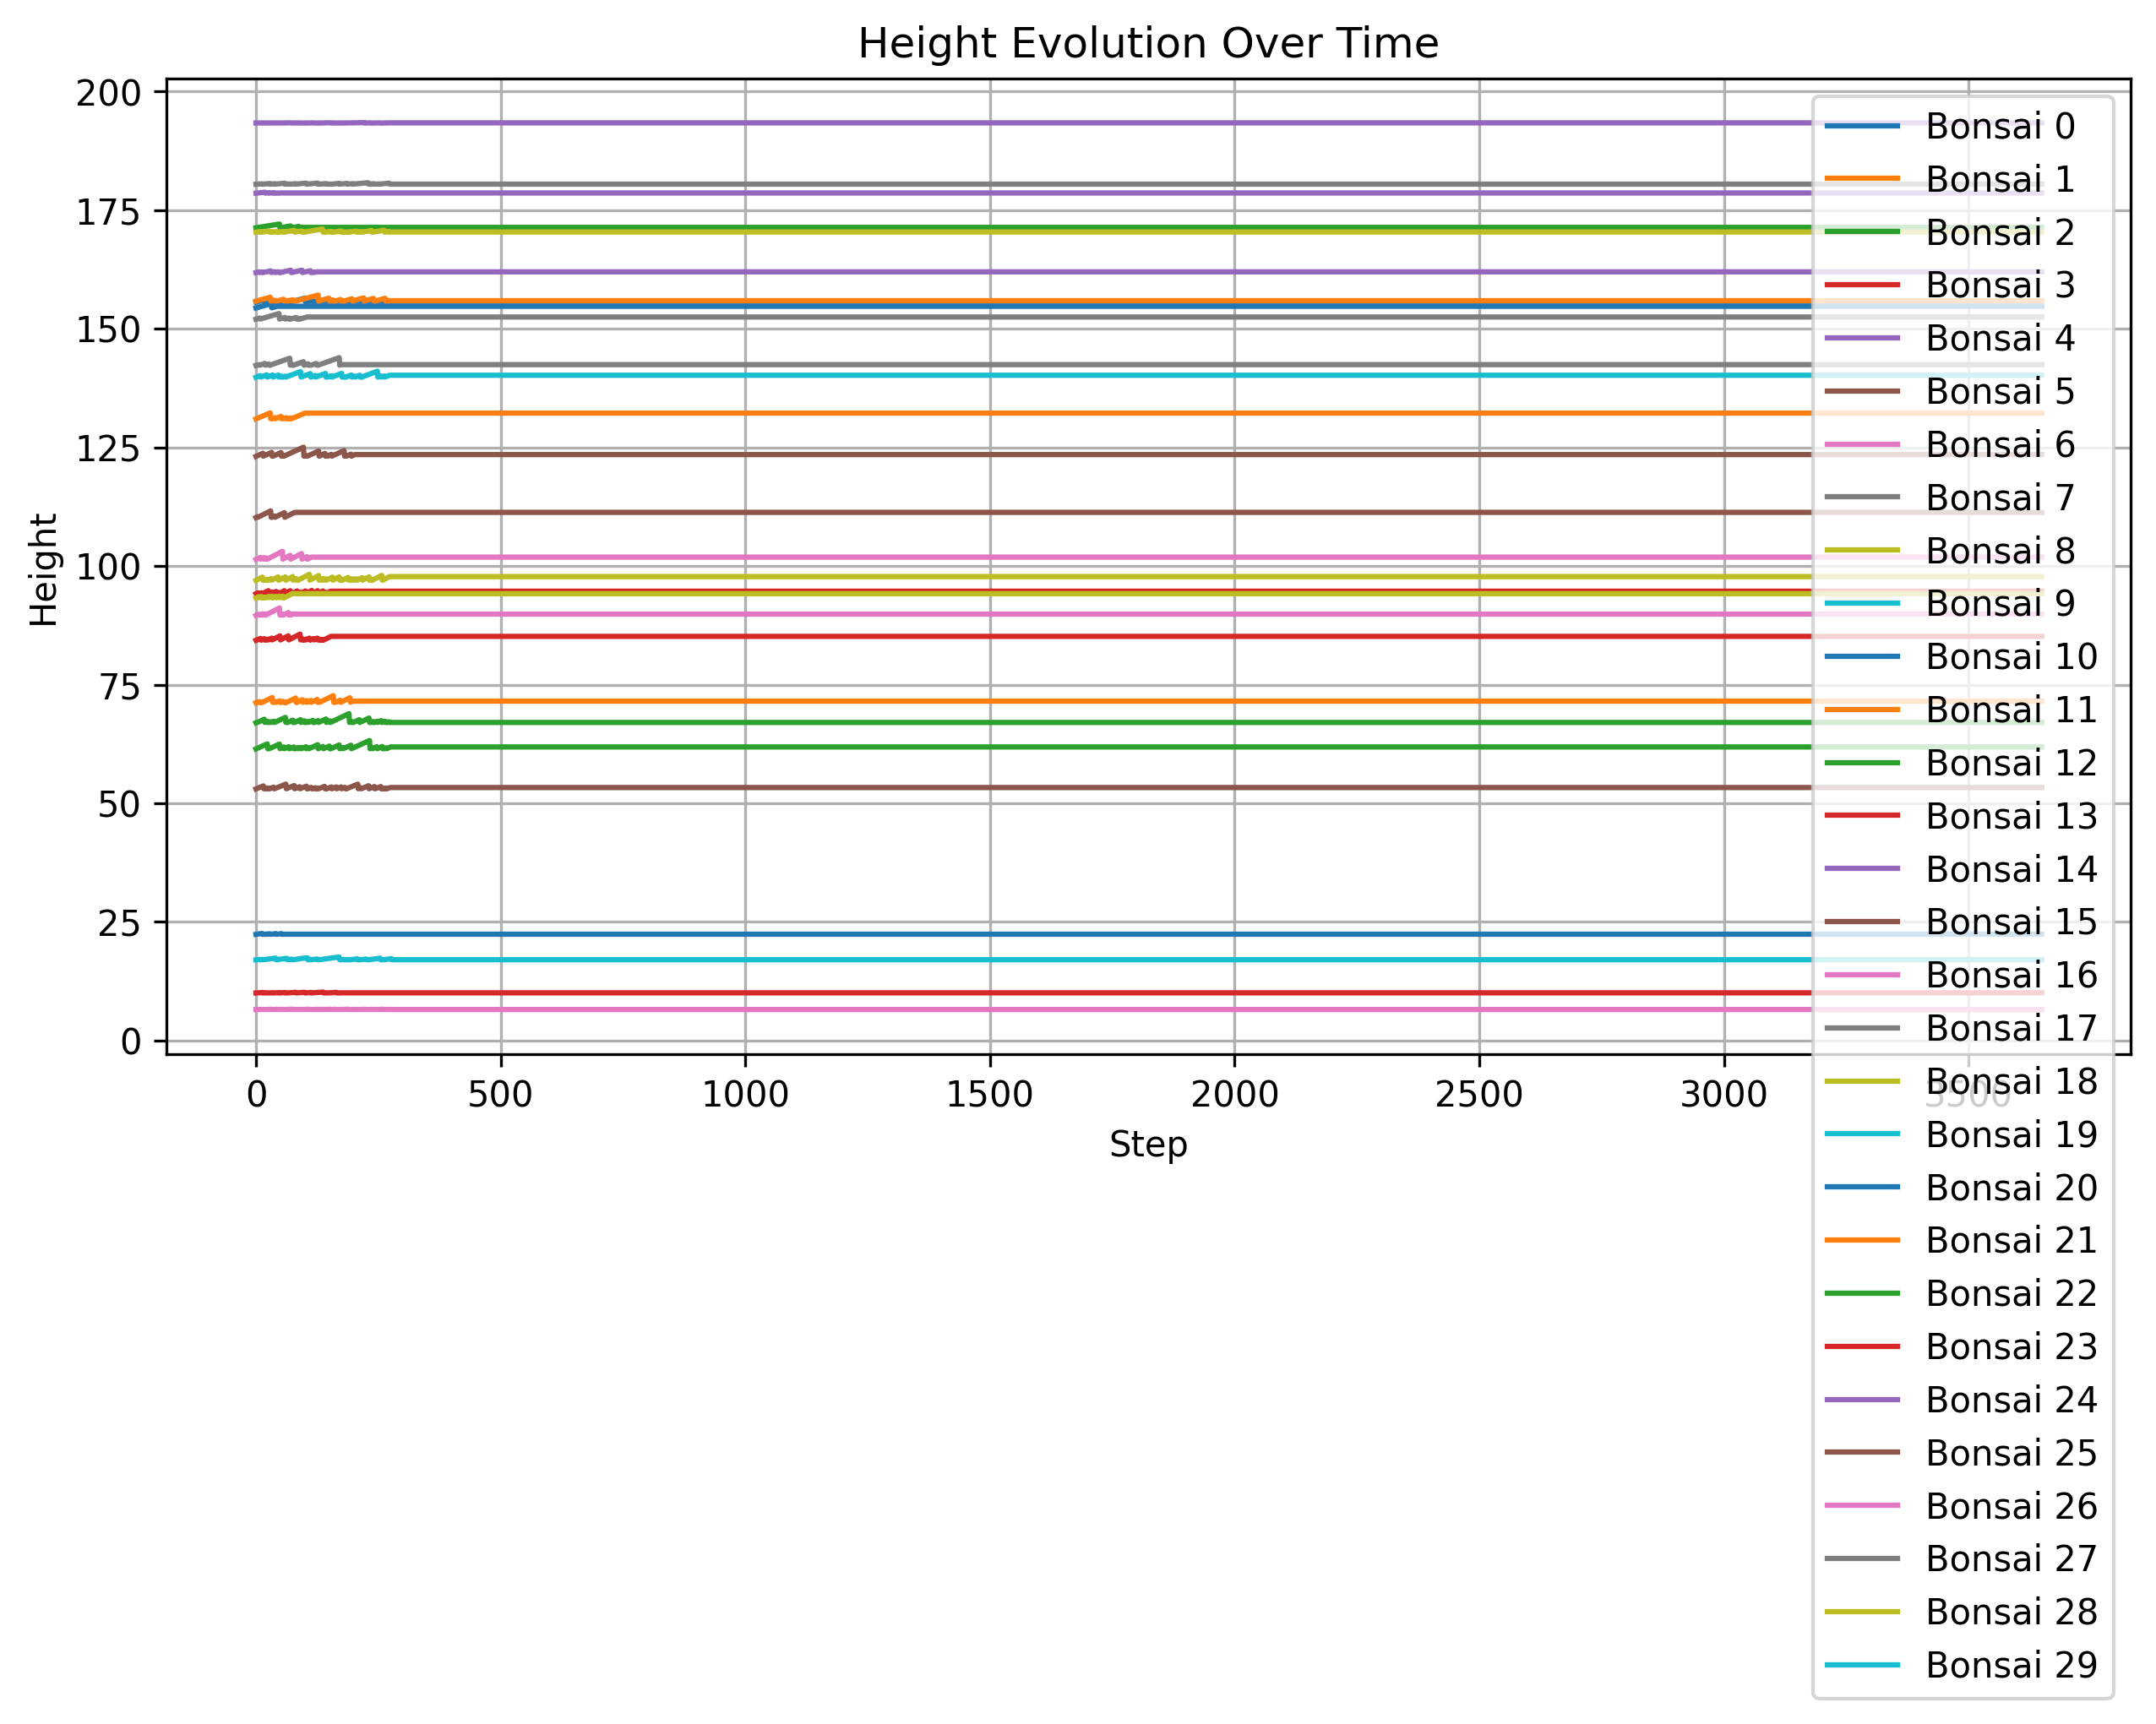 Height Evolution Over Time
Height
200
175
150
125
100
75
50
25
0
0 500 1000 1500 2000 2500 3000 3500
Step
Bonsai 0
Bonsai 1
Bonsai 2
Bonsai 3
Bonsai 4
Bonsai 5
Bonsai 6
Bonsai 7
Bonsai 8
Bonsai 9
Bonsai 10
Bonsai 11
Bonsai 12
Bonsai 13
Bonsai 14
Bonsai 15
Bonsai 16
Bonsai 17
Bonsai 18
Bonsai 19
Bonsai 20
Bonsai 21
Bonsai 22
Bonsai 23
Bonsai 24
Bonsai 25
Bonsai 26
Bonsai 27
Bonsai 28
Bonsai 29